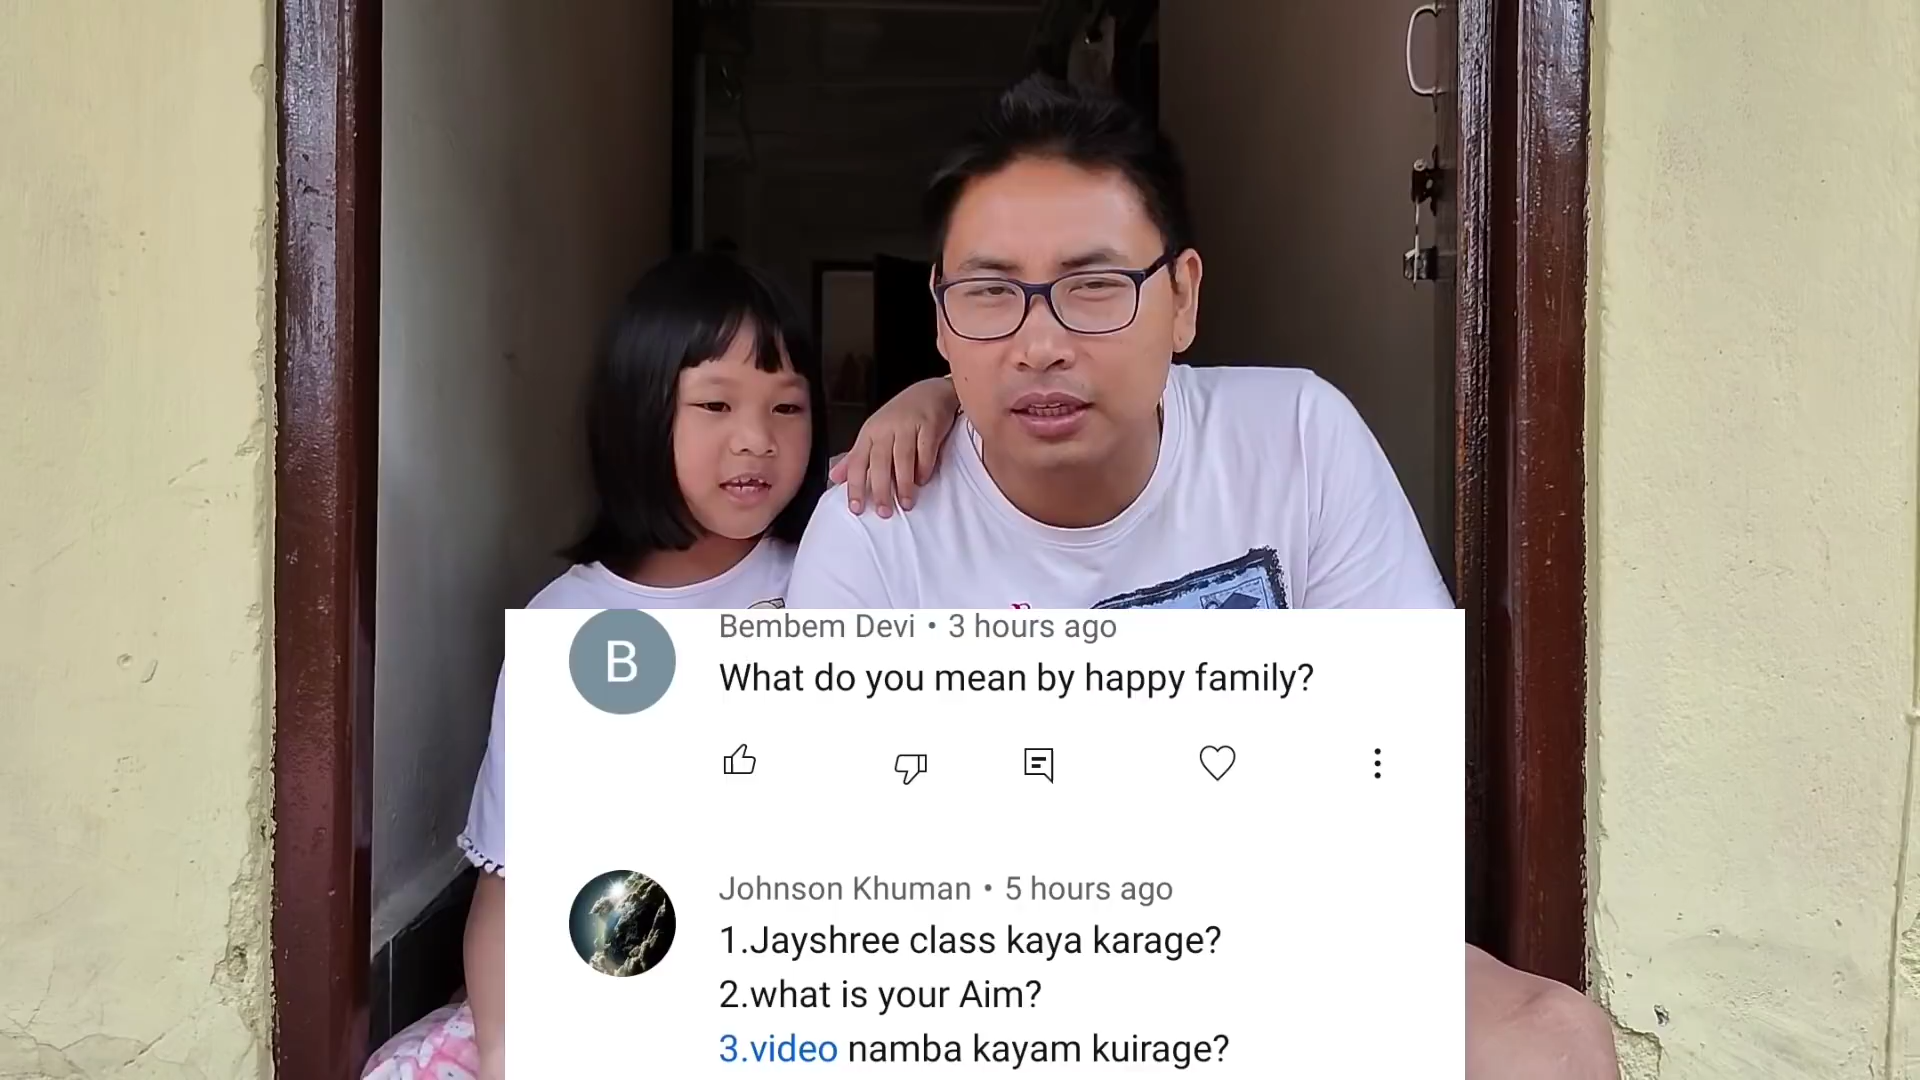 B
Bembem Devi • 3 hours ago
What do you mean by happy family?
Johnson Khuman • 5 hours ago
1.Jayshree class kaya karage?
2.what is your Aim?
3.video namba kayam kuirage?